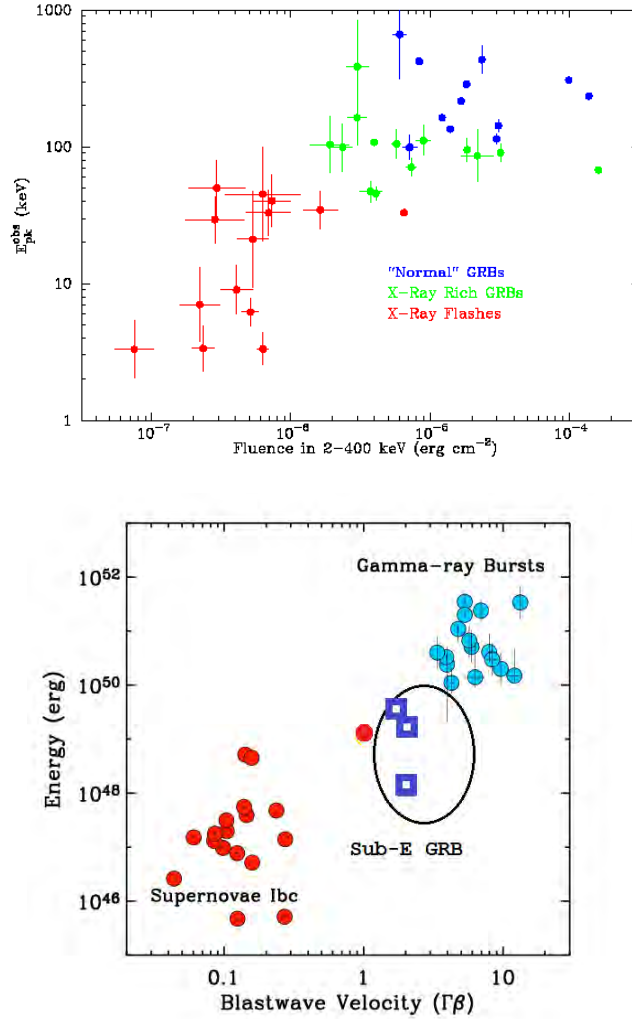 1000
100
10
1
E_pk^obs (keV)
"Normal" GRBs
X-Ray Rich GRBs
X-Ray Flashes
10^-7 10^-6 10^-5 10^-4
Fluence in 2-400 keV (erg cm^-2)
Gamma-ray Bursts
10^52
10^50
10^48
10^46
Energy (erg)
Sub-E GRB
Supernovae Ibc
0.1 1 10
Blastwave Velocity (Γβ)